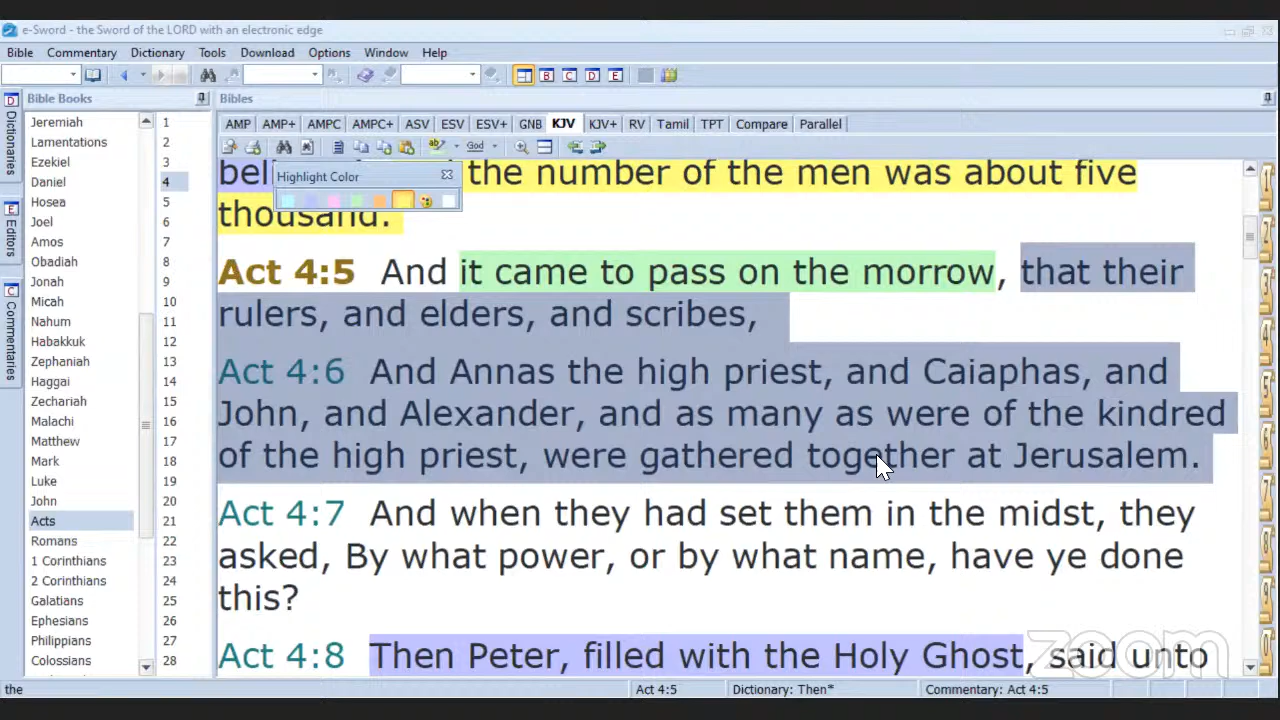 e-Sword - the Sword of the LORD with an electronic edge
Bible Commentary Dictionary Tools Download Options Window Help
B C D E
Bible Books
Bibles
AMP AMP+ AMPC AMPC+ ASV ESV ESV+ GNB KJV KJV+ RV Tamil TPT Compare Parallel
God
Highlight Color
D Dictionaries
E Editors
C Commentaries
Jeremiah
Lamentations
Ezekiel
Daniel
Hosea
Joel
Amos
Obadiah
Jonah
Micah
Nahum
Habakkuk
Zephaniah
Haggai
Zechariah
Malachi
Matthew
Mark
Luke
John
Acts
Romans
1 Corinthians
2 Corinthians
Galatians
Ephesians
Philippians
Colossians
1
2
3
4
5
6
7
8
9
10
11
12
13
14
15
16
17
18
19
20
21
22
23
24
25
26
27
28
the number of the men was about five
thousand.
Act 4:5 And it came to pass on the morrow, that their
rulers, and elders, and scribes,
Act 4:6 And Annas the high priest, and Caiaphas, and
John, and Alexander, and as many as were of the kindred
of the high priest, were gathered together at Jerusalem.
Act 4:7 And when they had set them in the midst, they
asked, By what power, or by what name, have ye done
this?
Act 4:8 Then Peter, filled with the Holy Ghost, said unto
zoom
the
Act 4:5
Dictionary: Then*
Commentary: Act 4:5